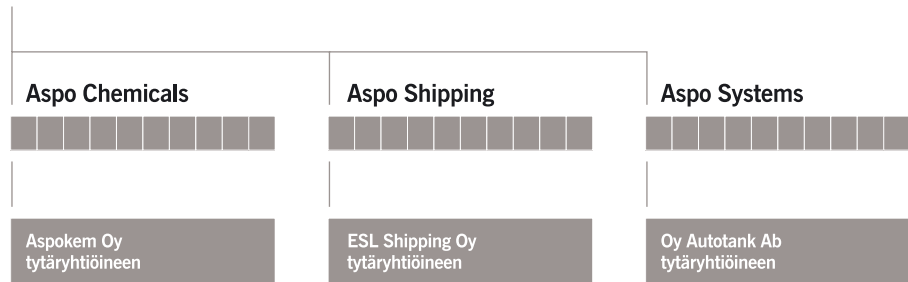 Aspo Chemicals
Aspo Shipping
Aspo Systems
Aspokem Oy
tytäryhtiöineen
ESL Shipping Oy
tytäryhtiöineen
Oy Autotank Ab
tytäryhtiöineen